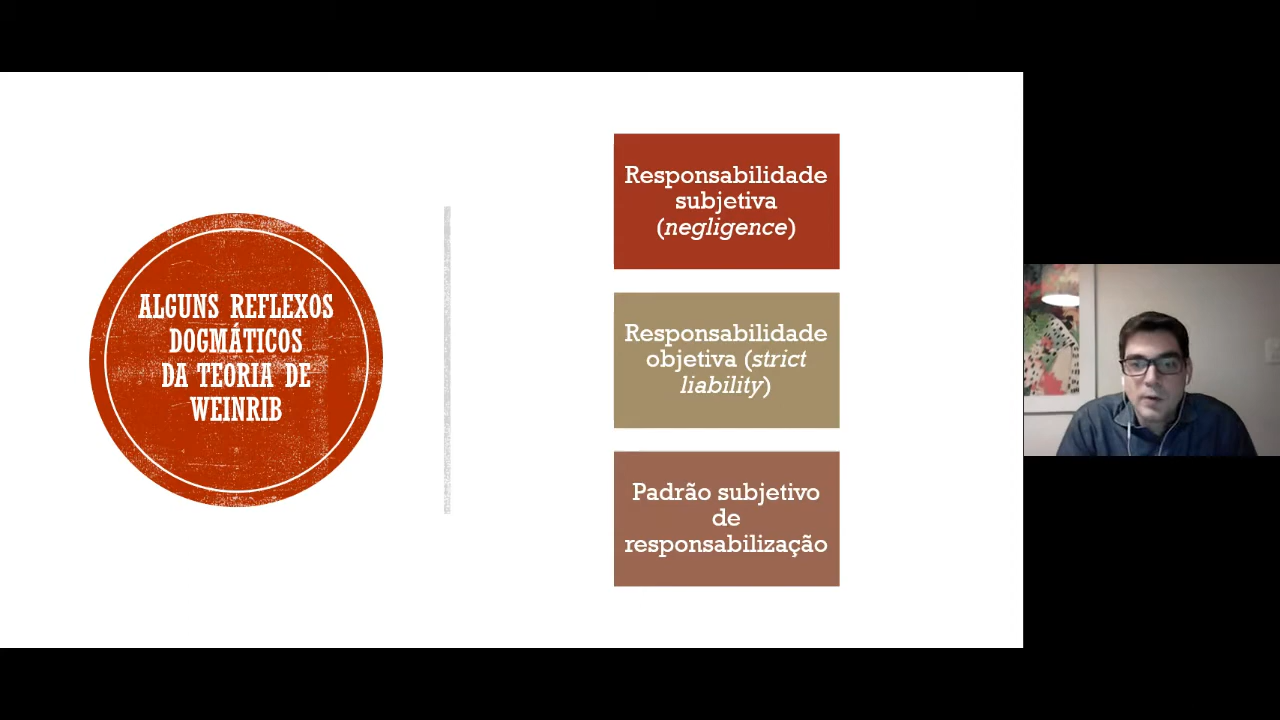 ALGUNS REFLEXOS
DOGMÁTICOS
DA TEORIA DE
WEINRIB
Responsabilidade
subjetiva
(negligence)
Responsabilidade
objetiva (strict
liability)
Padrão subjetivo
de
responsabilização